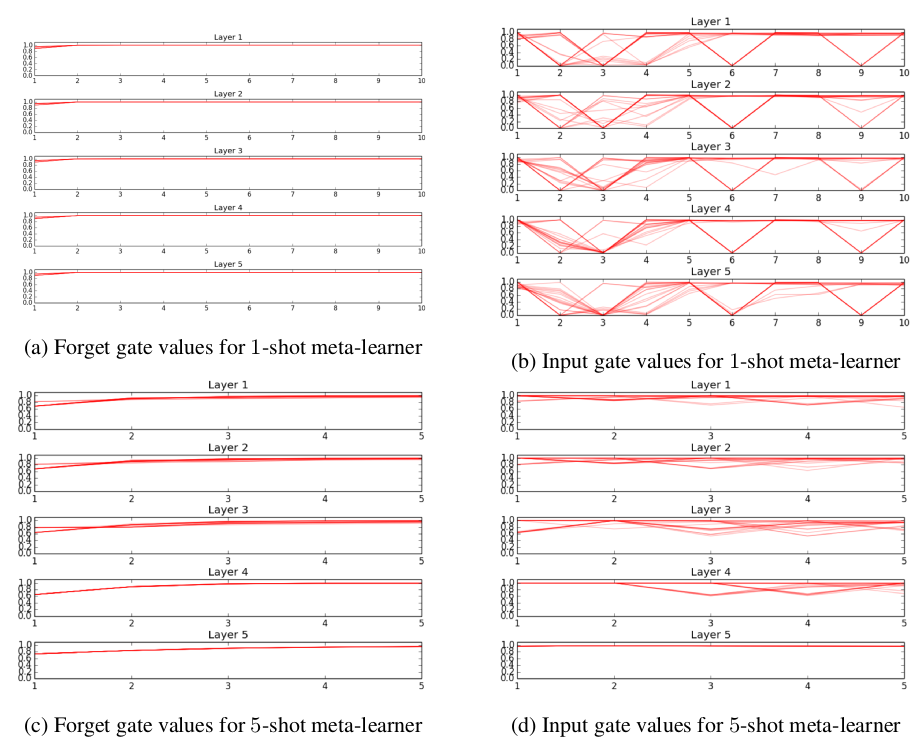 Layer 1
1.0
0.8
0.6
0.4
0.2
0.0
1 2 3 4 5 6 7 8 9 10
Layer 2
1.0
0.8
0.6
0.4
0.2
0.0
1 2 3 4 5 6 7 8 9 10
Layer 3
1.0
0.8
0.6
0.4
0.2
0.0
1 2 3 4 5 6 7 8 9 10
Layer 4
1.0
0.8
0.6
0.4
0.2
0.0
1 2 3 4 5 6 7 8 9 10
Layer 5
1.0
0.8
0.6
0.4
0.2
0.0
1 2 3 4 5 6 7 8 9 10
(a) Forget gate values for 1-shot meta-learner
Layer 1
1.0
0.8
0.6
0.4
0.2
0.0
1 2 3 4 5 6 7 8 9 10
Layer 2
1.0
0.8
0.6
0.4
0.2
0.0
1 2 3 4 5 6 7 8 9 10
Layer 3
1.0
0.8
0.6
0.4
0.2
0.0
1 2 3 4 5 6 7 8 9 10
Layer 4
1.0
0.8
0.6
0.4
0.2
0.0
1 2 3 4 5 6 7 8 9 10
Layer 5
1.0
0.8
0.6
0.4
0.2
0.0
1 2 3 4 5 6 7 8 9 10
(b) Input gate values for 1-shot meta-learner
Layer 1
1.0
0.8
0.6
0.4
0.2
0.0
1 2 3 4 5
Layer 2
1.0
0.8
0.6
0.4
0.2
0.0
1 2 3 4 5
Layer 3
1.0
0.8
0.6
0.4
0.2
0.0
1 2 3 4 5
Layer 4
1.0
0.8
0.6
0.4
0.2
0.0
1 2 3 4 5
Layer 5
1.0
0.8
0.6
0.4
0.2
0.0
1 2 3 4 5
(c) Forget gate values for 5-shot meta-learner
Layer 1
1.0
0.8
0.6
0.4
0.2
0.0
1 2 3 4 5
Layer 2
1.0
0.8
0.6
0.4
0.2
0.0
1 2 3 4 5
Layer 3
1.0
0.8
0.6
0.4
0.2
0.0
1 2 3 4 5
Layer 4
1.0
0.8
0.6
0.4
0.2
0.0
1 2 3 4 5
Layer 5
1.0
0.8
0.6
0.4
0.2
0.0
1 2 3 4 5
(d) Input gate values for 5-shot meta-learner